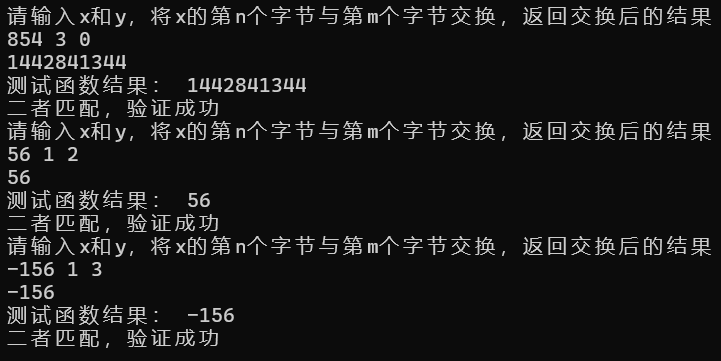 请输入x和y，将x的第n个字节与第m个字节交换，返回交换后的结果
854 3 0
1442841344
测试函数结果： 1442841344
二者匹配，验证成功
请输入x和y，将x的第n个字节与第m个字节交换，返回交换后的结果
56 1 2
56
测试函数结果： 56
二者匹配，验证成功
请输入x和y，将x的第n个字节与第m个字节交换，返回交换后的结果
-156 1 3
-156
测试函数结果： -156
二者匹配，验证成功